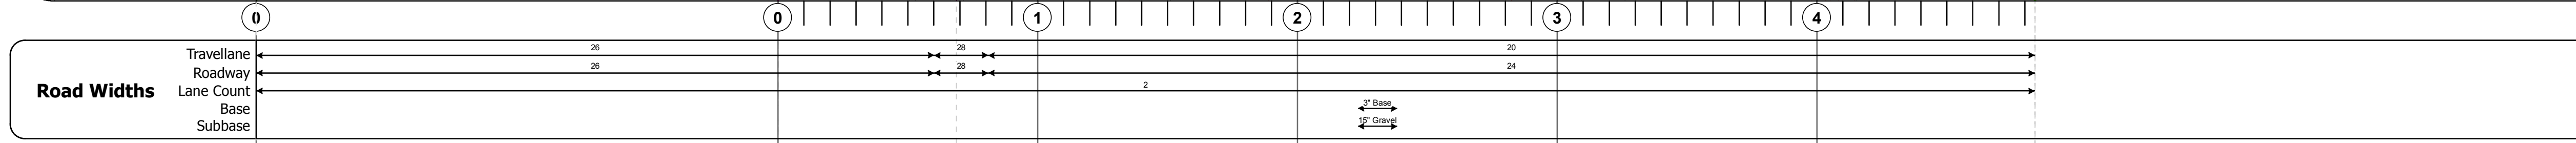 0 0 1 2 3 4
Travellane 26 28 20
Roadway 26 28 24
Road Widths Lane Count 2
Base 3" Base
Subbase 15" Gravel